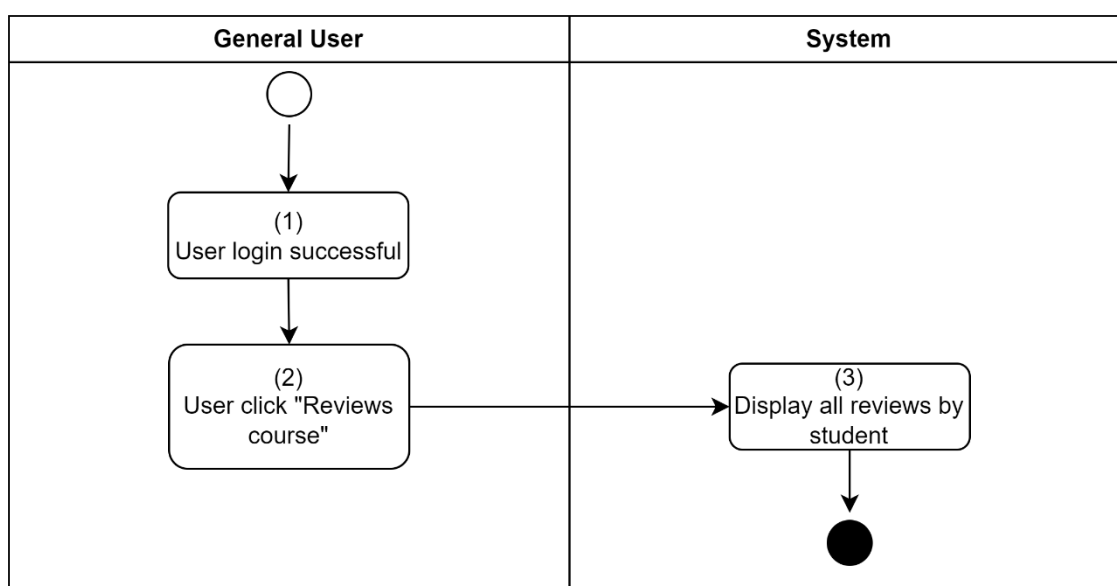 General User
System
(1)
User login successful
(2)
User click "Reviews
course"
(3)
Display all reviews by
student